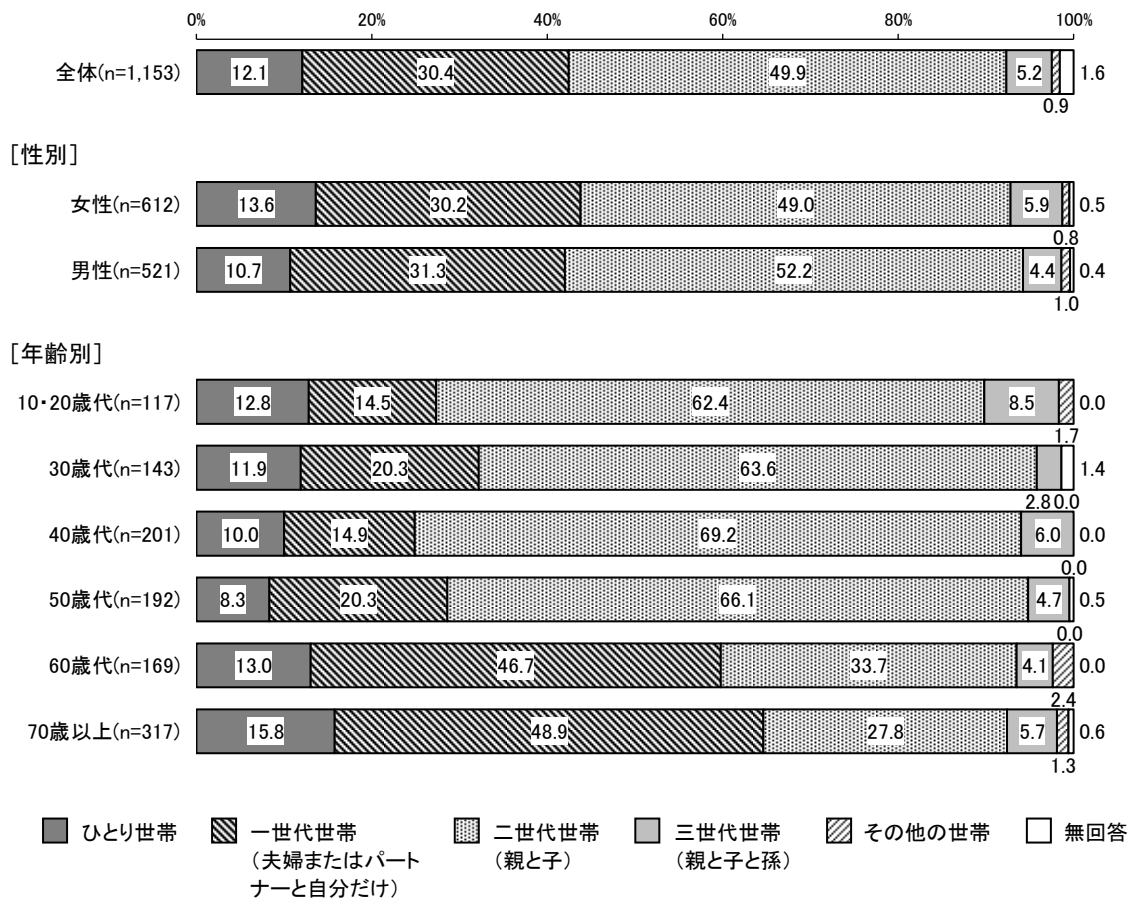 0% 20% 40% 60% 80% 100%
全体(n=1,153) 12.1 30.4 49.9 5.2 1.6
0.9
［性別］
女性(n=612) 13.6 30.2 49.0 5.9 0.5
0.8
男性(n=521) 10.7 31.3 52.2 4.4 0.4
1.0
［年齢別］
10・20歳代(n=117) 12.8 14.5 62.4 8.5 0.0
1.7
30歳代(n=143) 11.9 20.3 63.6 1.4
2.8 0.0
40歳代(n=201) 10.0 14.9 69.2 6.0 0.0
0.0
50歳代(n=192) 8.3 20.3 66.1 4.7 0.5
0.0
60歳代(n=169) 13.0 46.7 33.7 4.1 0.0
2.4
70歳以上(n=317) 15.8 48.9 27.8 5.7 0.6
1.3
ひとり世帯
一世代世帯
（夫婦またはパート
ナーと自分だけ）
二世代世帯
（親と子）
三世代世帯
（親と子と孫）
その他の世帯
無回答